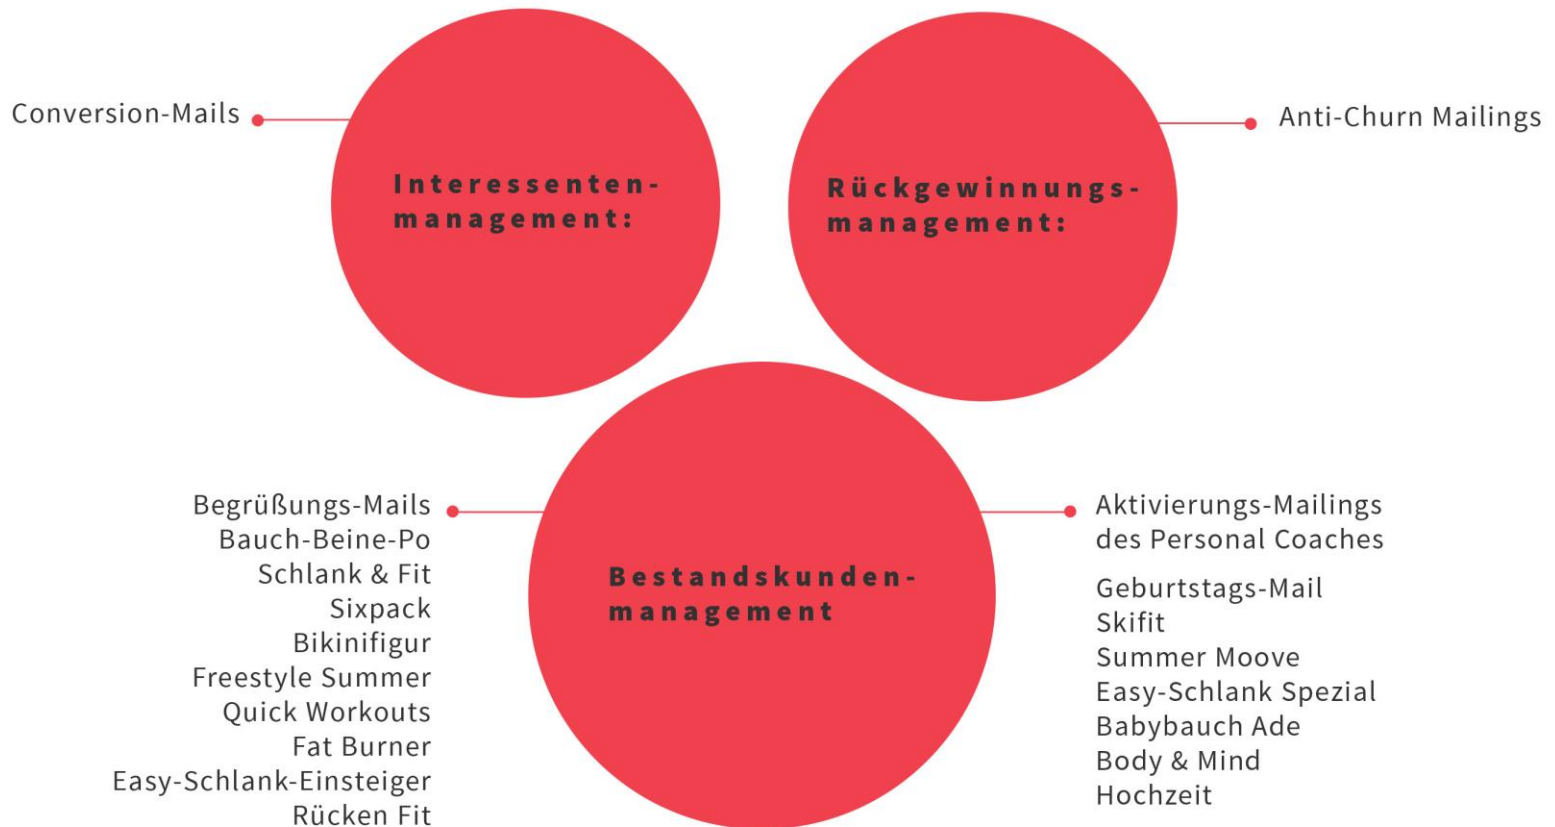 Conversion-Mails
Interessenten-
management:
Rückgewinnungs-
management:
Anti-Churn Mailings
Begrüßungs-Mails
Bauch-Beine-Po
Schlank & Fit
Sixpack
Bikinifigur
Freestyle Summer
Quick Workouts
Fat Burner
Easy-Schlank-Einsteiger
Rücken Fit
Bestandskunden-
management
Aktivierungs-Mailings
des Personal Coaches
Geburtstags-Mail
Skifit
Summer Moove
Easy-Schlank Spezial
Babybauch Ade
Body & Mind
Hochzeit